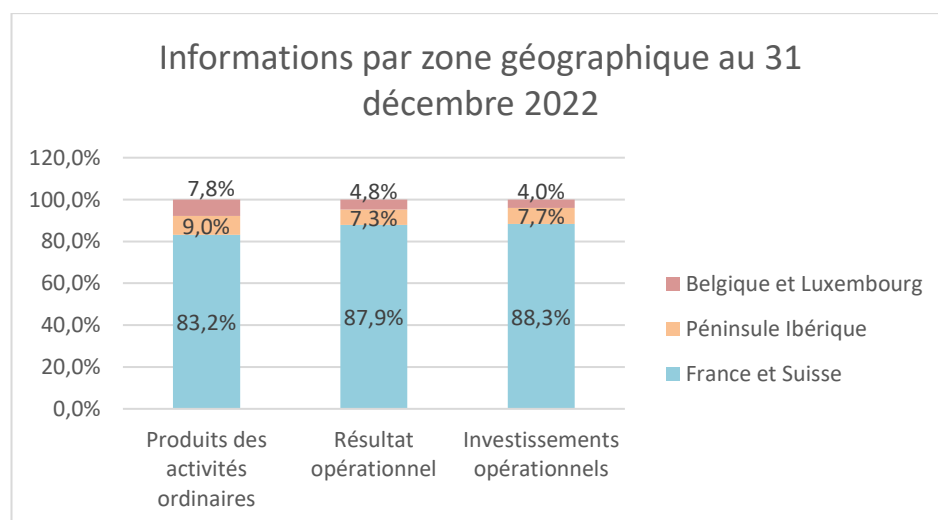 Informations par zone géographique au 31
décembre 2022
120,0%
100,0%
80,0%
60,0%
40,0%
20,0%
0,0%
7,8%
4,8%
4,0%
9,0%
7,3%
7,7%
83,2%
87,9%
88,3%
Produits des
activités
ordinaires
Résultat
opérationnel
Investissements
opérationnels
Belgique et Luxembourg
Péninsule Ibérique
France et Suisse